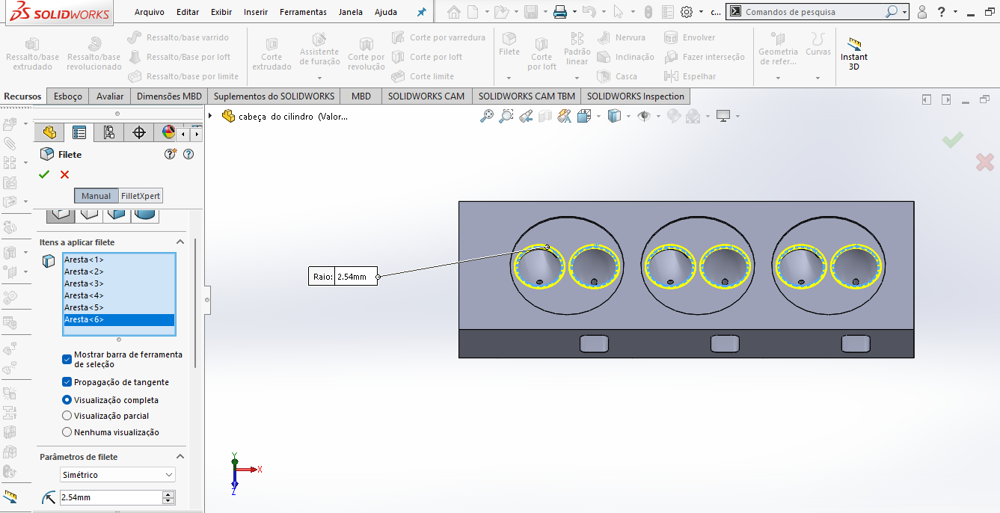 SOLIDWORKS Arquivo Editar Exibir Inserir Ferramentas Janela Ajuda c... Comandos de pesquisa ?
Ressalto/base extrudado
Ressalto/base revolucionado
Ressalto/base varrido
Ressalto/Base por loft
Ressalto/base por limite
Corte extrudado
Assistente de furação
Corte por revolução
Corte por varredura
Corte por loft
Corte limite
Filete
Corte por loft
Padrão linear
Nervura
Inclinação
Casca
Envolver
Fazer interseção
Espelhar
Geometria de refer...
Curvas
Instant 3D
Recursos Esboço Avaliar Dimensões MBD Suplementos do SOLIDWORKS MBD SOLIDWORKS CAM SOLIDWORKS CAM TBM SOLIDWORKS Inspection
cabeça do cilindro (Valor...
Filete
Manual FilletXpert
Itens a aplicar filete
Aresta<1>
Aresta<2>
Aresta<3>
Aresta<4>
Aresta<5>
Aresta<6>
Mostrar barra de ferramenta
de seleção
Propagação de tangente
Visualização completa
Visualização parcial
Nenhuma visualização
Parâmetros de filete
Simétrico
2.54mm
Raio: 2.54mm
Y
X
Z